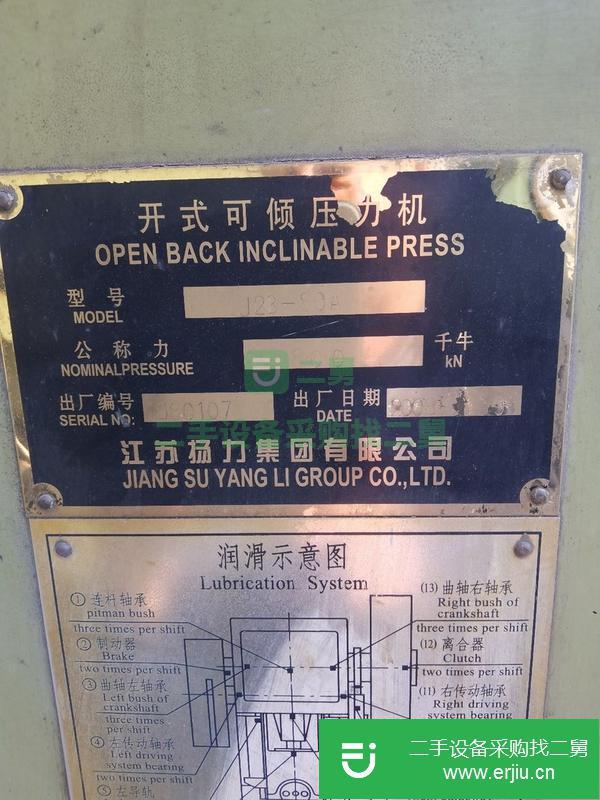 开式可倾压力机
OPEN BACK INCLINABLE PRESS
型号
MODEL
公称力
NOMINALPRESSURE
千牛
kN
出厂编号
SERIAL NO:
出厂日期
DATE
江苏扬力集团有限公司
JIANG SU YANG LI GROUP CO.,LTD.
二舅
二手设备采购找二舅
润滑示意图
Lubrication System
① 连杆轴承
pitman bush
three times per shift
② 制动器
Brake
two times per shift
③ 曲轴左轴承
Left bush of
crankshaft
three times
per shift
④ 左传动轴承
Left driving
system bearing
two times per shift
⑤ 左导轨
(13) 曲轴右轴承
Right bush of
crankshaft
three times per shift
(12) 离合器
Clutch
two times per shift
(11) 右传动轴承
Right driving
system bearing
二手设备采购找二舅
www.erjiu.cn